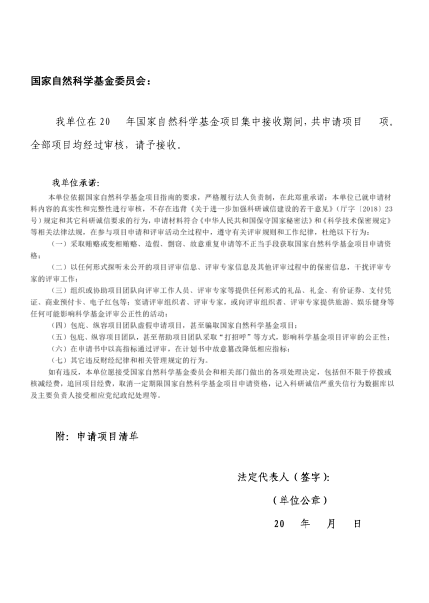 国家自然科学基金委员会：
我单位在20 年国家自然科学基金项目集中接收期间，共申请项目 项。
全部项目均经过审核，请予接收。
我单位承诺：
本单位依据国家自然科学基金项目指南的要求，严格履行法人负责制，在此郑重承诺：本单位已就申请材
料内容的真实性和完整性进行审核，不存在违背《关于进一步加强科研诚信建设的若干意见》（厅字〔2018〕23
号）规定和其它科研诚信要求的行为，申请材料符合《中华人民共和国保守国家秘密法》和《科学技术保密规定》
等相关法律法规，在参与项目申请和评审活动全过程中，遵守有关评审规则和工作纪律，杜绝以下行为：
（一）采取贿赂或变相贿赂、造假、剽窃、故意重复申请等不正当手段获取国家自然科学基金项目申请资
格；
（二）以任何形式探听未公开的项目评审信息、评审专家信息及其他评审过程中的保密信息，干扰评审专
家的评审工作；
（三）组织或协助项目团队向评审工作人员、评审专家等提供任何形式的礼品、礼金、有价证券、支付凭
证、商业预付卡、电子红包等；宴请评审组织者、评审专家，或向评审组织者、评审专家提供旅游、娱乐健身等
任何可能影响科学基金评审公正性的活动；
（四）包庇、纵容项目团队虚假申请项目，甚至骗取国家自然科学基金项目；
（五）包庇、纵容项目团队，甚至帮助项目团队采取“打招呼”等方式，影响科学基金项目评审的公正性；
（六）在申请书中以高指标通过评审，在计划书中故意篡改降低相应指标；
（七）其它违反财经纪律和相关管理规定的行为。
如有违反，本单位愿接受国家自然科学基金委员会和相关部门做出的各项处理决定，包括但不限于停拨或
核减经费，追回项目经费，取消一定期限国家自然科学基金项目申请资格，记入科研诚信严重失信行为数据库以
及主要负责人接受相应党纪政纪处理等。
附：申请项目清单
法定代表人（签字）：
（单位公章）
20 年 月 日